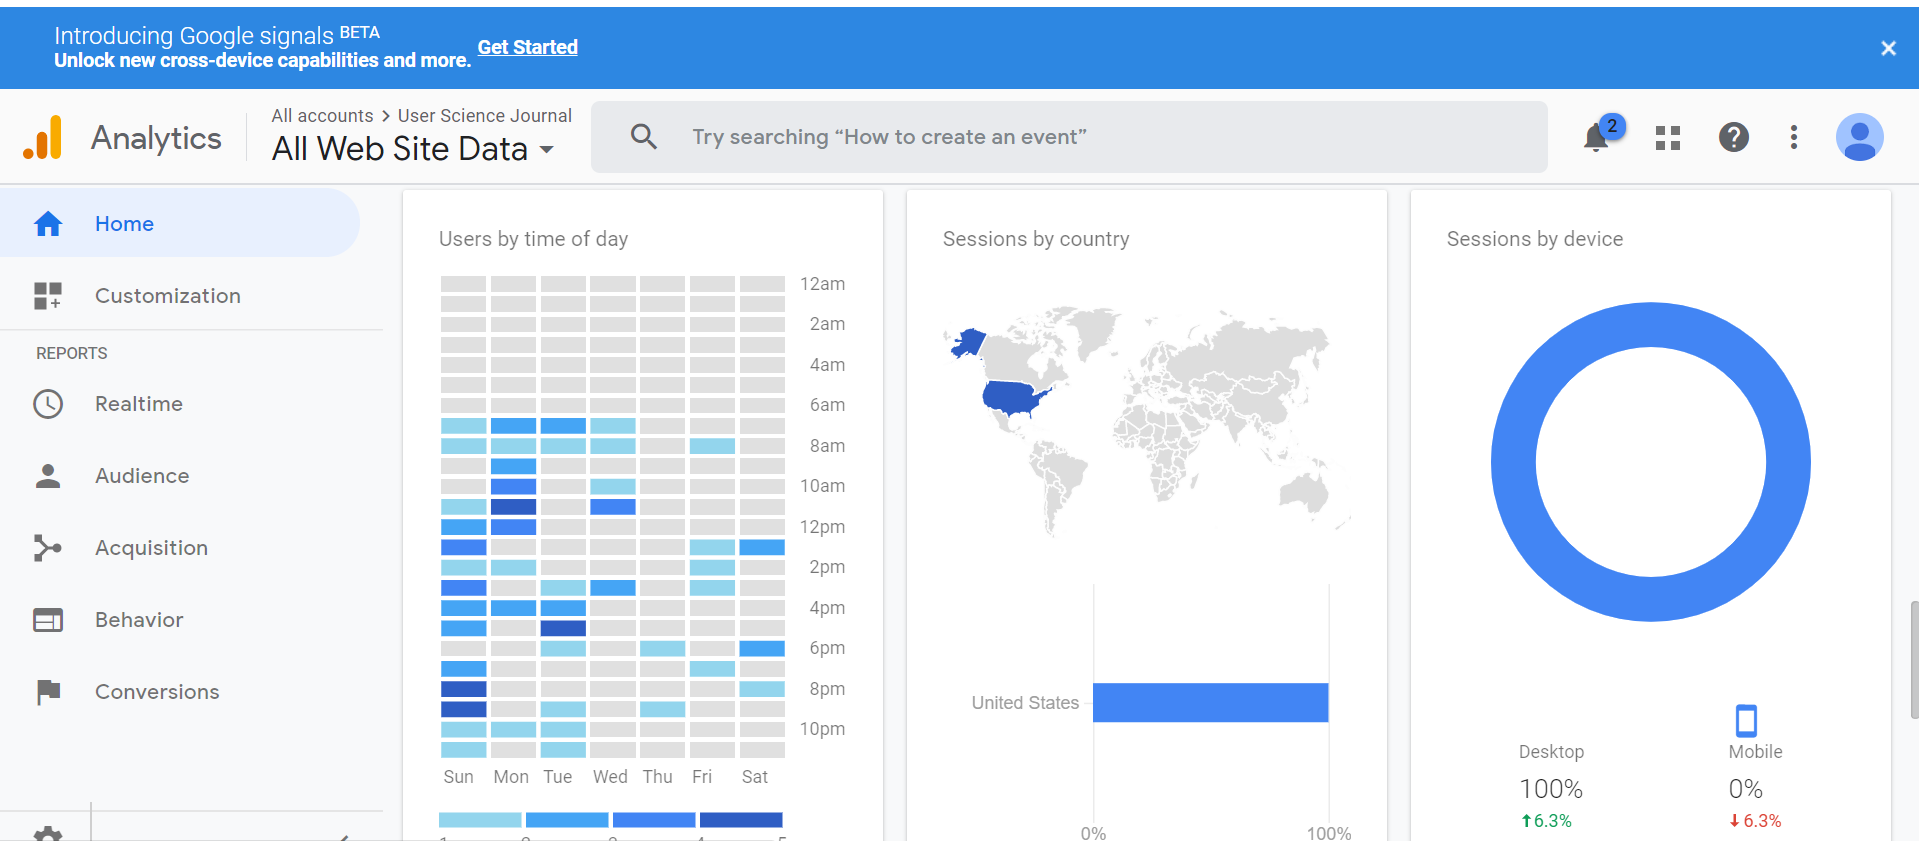 Introducing Google signals BETA
Unlock new cross-device capabilities and more.
Get Started
Analytics
All accounts > User Science Journal
All Web Site Data
Try searching “How to create an event”
2
Home
Customization
REPORTS
Realtime
Audience
Acquisition
Behavior
Conversions
Users by time of day
12am
2am
4am
6am
8am
10am
12pm
2pm
4pm
6pm
8pm
10pm
Sun Mon Tue Wed Thu Fri Sat
Sessions by country
United States
0% 100%
Sessions by device
Desktop Mobile
100% 0%
6.3% 6.3%